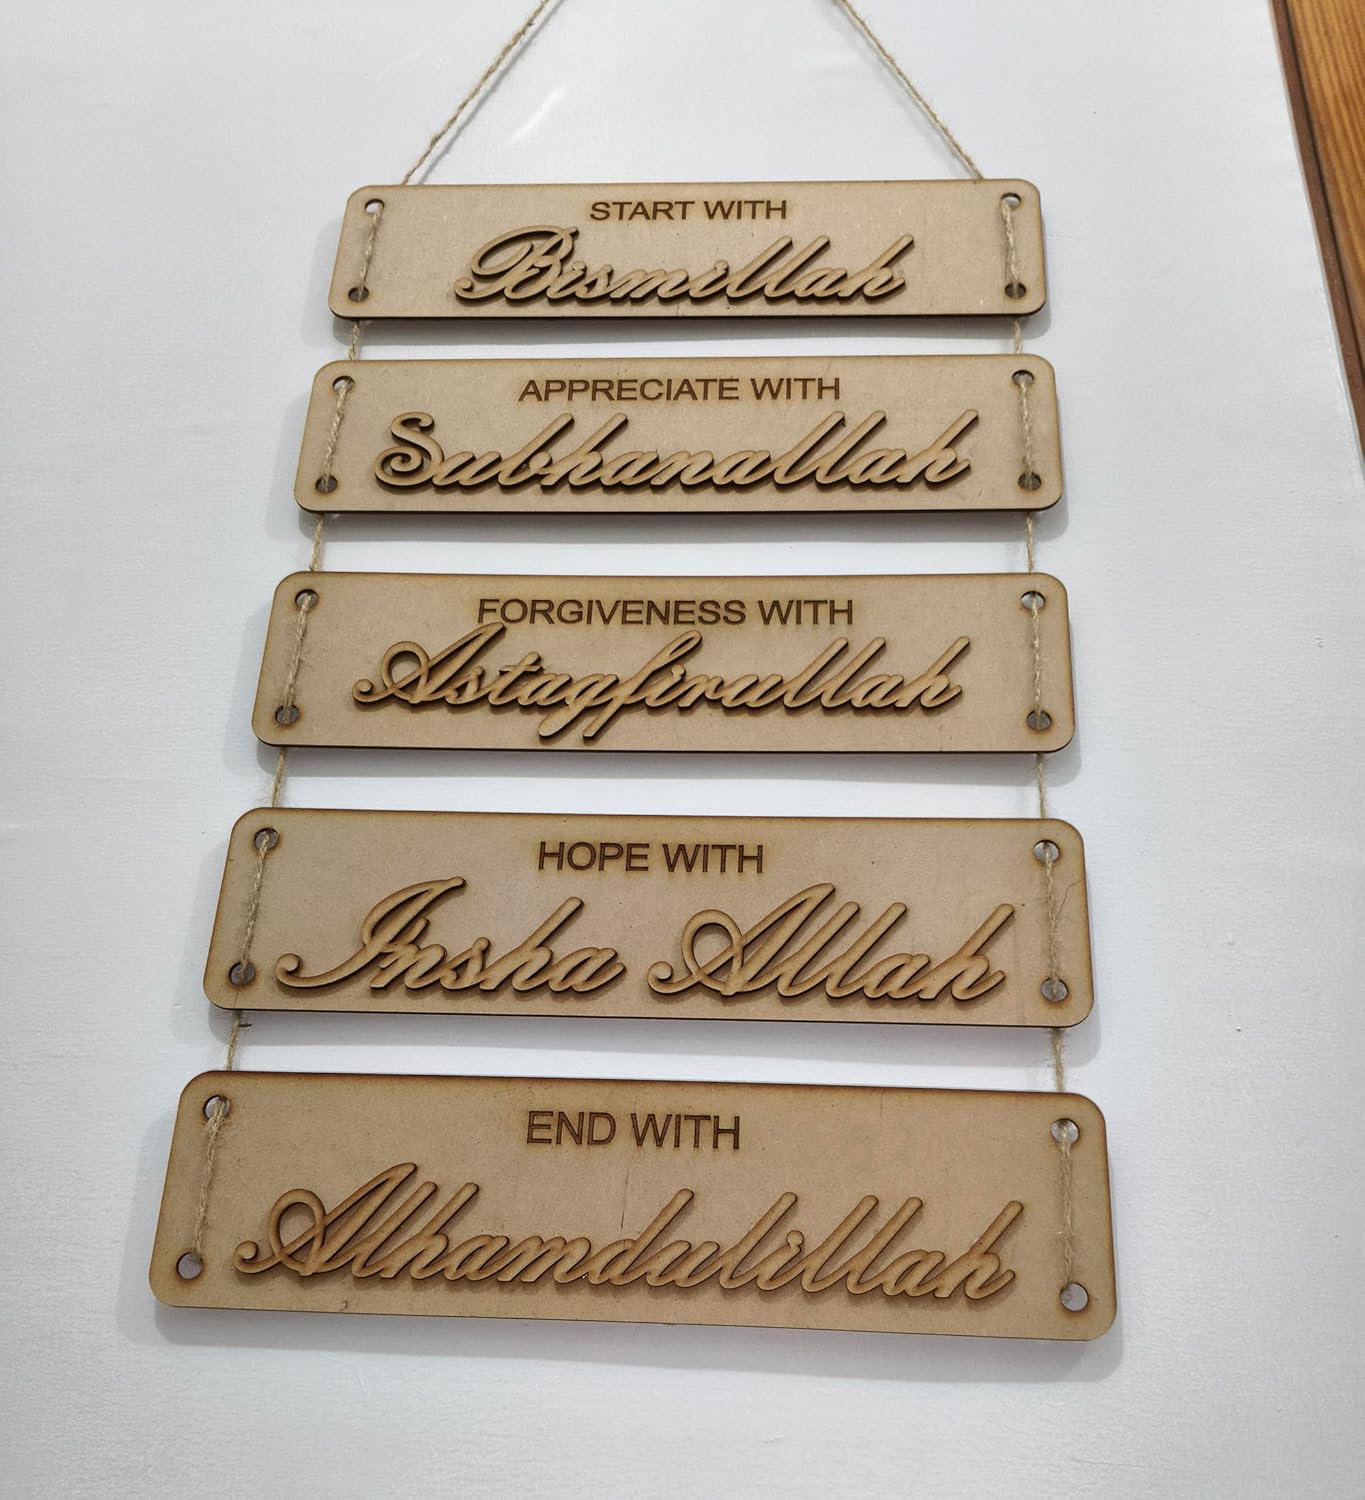 START WITH
Bismillah
APPRECIATE WITH
Subhanallah
FORGIVENESS WITH
Astagfirullah
HOPE WITH
Insha Allah
END WITH
Alhamdulillah